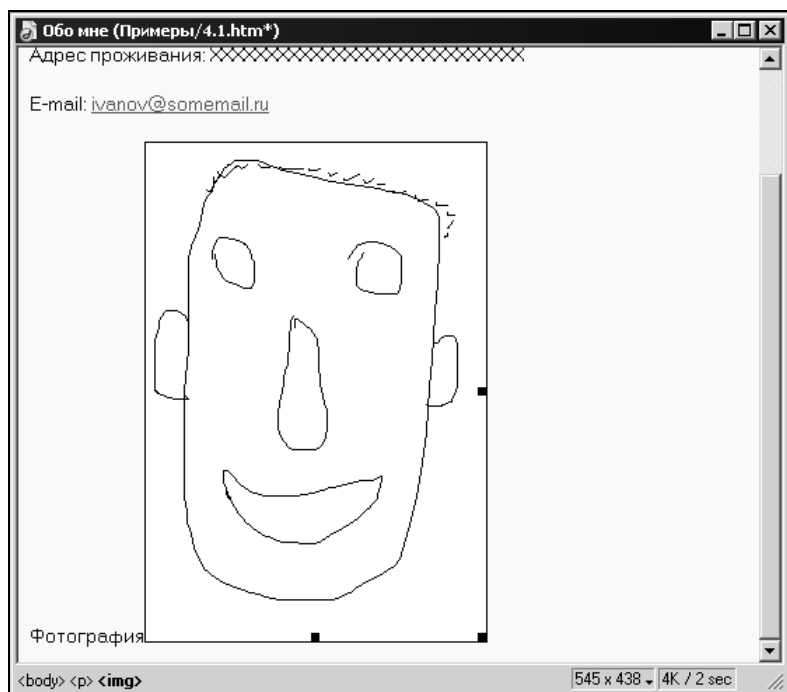 Обо мне (Примеры/4.1.htm*)
Адрес проживания: XXXXXXXXXXXXXXXXXXXXXXXXXX
E-mail: ivanov@somemail.ru
Фотография
<body> <p> <img>
545 x 438
4K / 2 sec